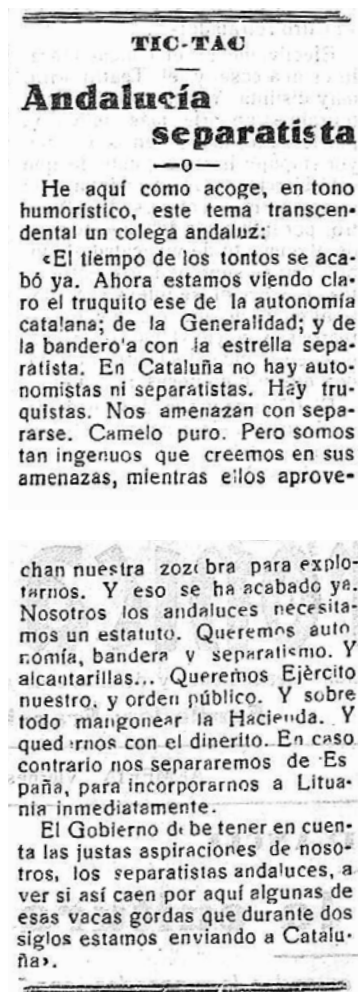 TIC-TAC
Andalucía
separatista
—o—
He aquí como acoge, en tono
humorístico, este tema transcen-
dental un colega andaluz:
«El tiempo de los tontos se aca-
bó ya. Ahora estamos viendo cla-
ro el truquito ese de la autonomía
catalana; de la Generalidad; y de
la bandero'a con la estrella sepa-
ratista. En Cataluña no hay auto-
nomistas ni separatistas. Hay tru-
quistas. Nos amenazan con sepa-
rarse. Camelo puro. Pero somos
tan ingenuos que creemos en sus
amenazas, mientras ellos aprove-
chan nuestra zozobra para explo-
tarnos. Y eso se ha acabado ya.
Nosotros los andaluces necesita-
mos un estatuto. Queremos auto
nomía, bandera y separatismo. Y
alcantarillas... Queremos Ejèrcito
nuestro, y orden público. Y sobre
todo mangonear la Hacienda. Y
quedarnos con el dinerito. En caso
contrario nos separaremos de Es
paña, para incorporarnos a Litua-
nia inmediatamente.
El Gobierno debe tener en cuen-
ta las justas aspiraciones de noso-
tros, los separatistas andaluces, a
ver si así caen por aquí algunas de
esas vacas gordas que durante dos
siglos estamos enviando a Catalu-
ña».